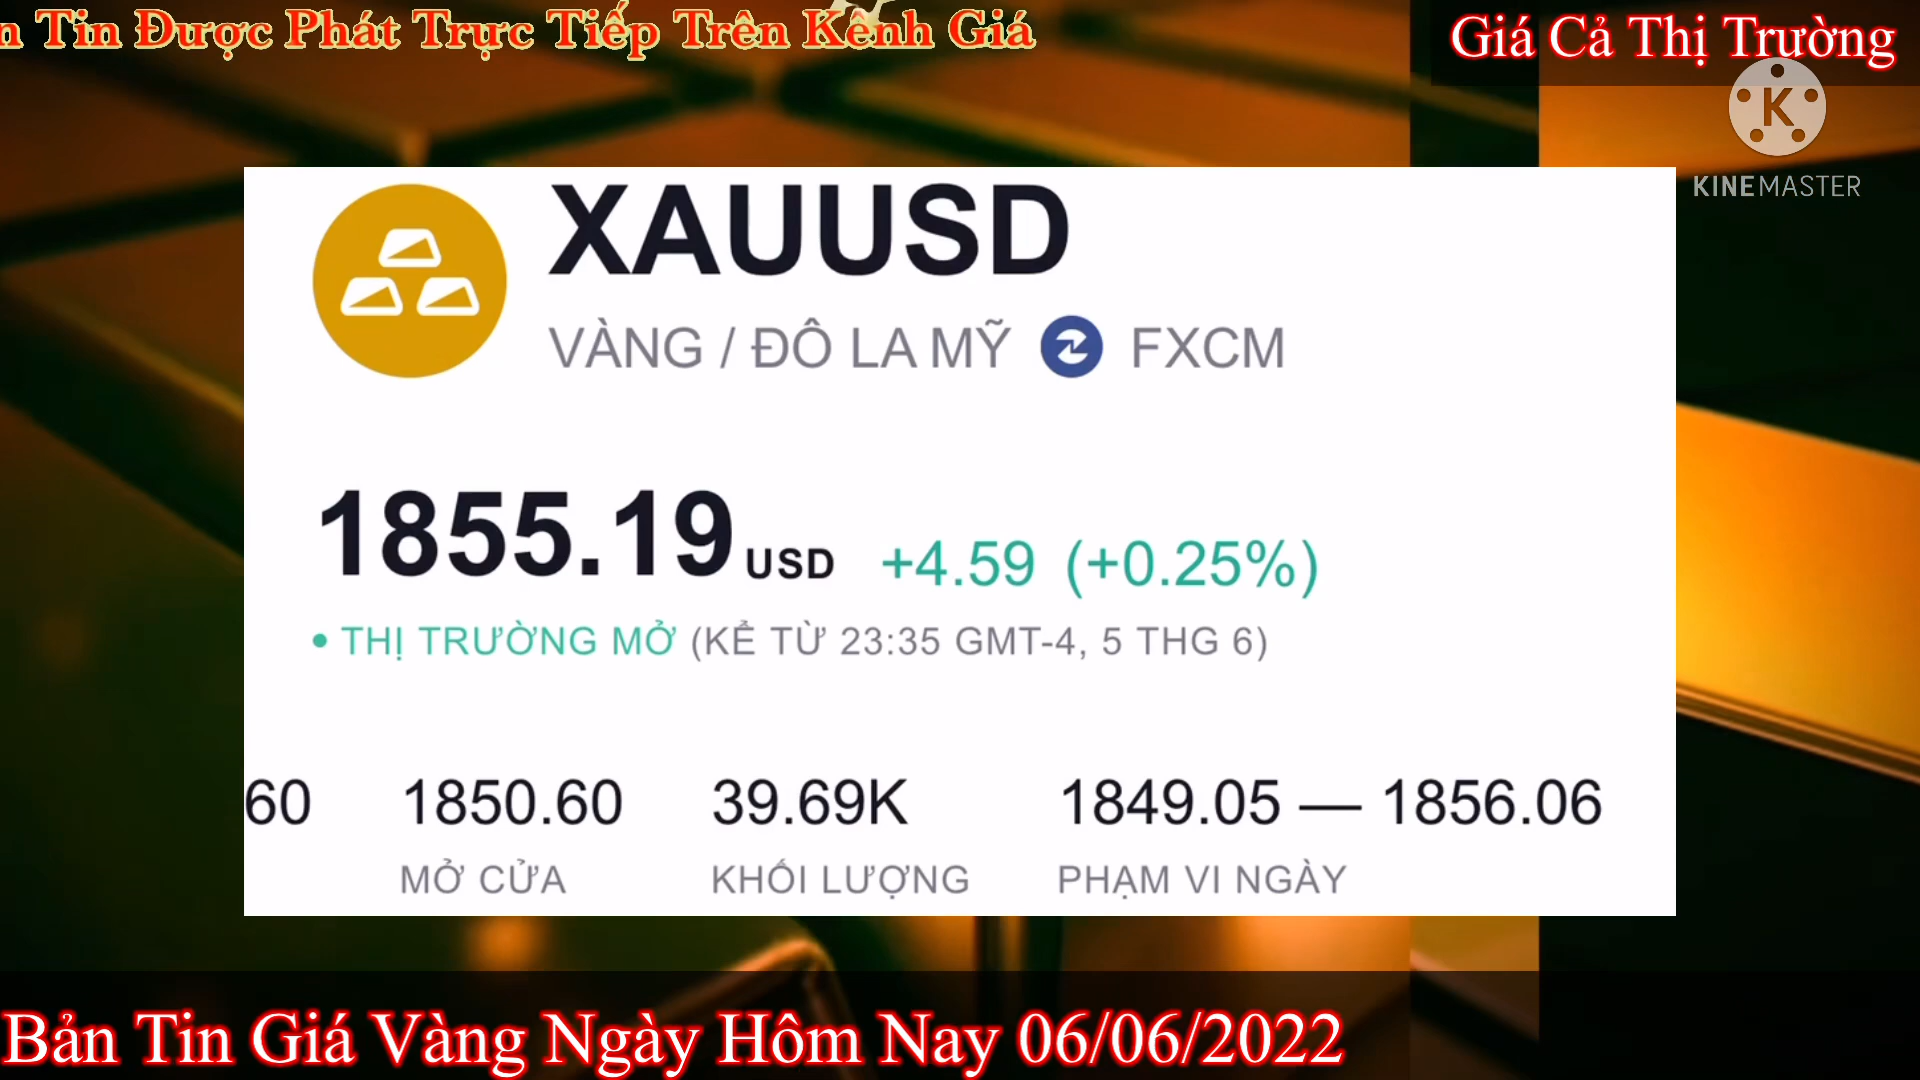 n Tin Được Phát Trực Tiếp Trên Kênh Giá
Giá Cả Thị Trường
K
KINEMASTER
XAUUSD
VÀNG / ĐÔ LA MỸ FXCM
1855.19 USD +4.59 (+0.25%)
• THỊ TRƯỜNG MỞ (KỂ TỪ 23:35 GMT-4, 5 THG 6)
60 1850.60 39.69K 1849.05 — 1856.06
MỞ CỬA KHỐI LƯỢNG PHẠM VI NGÀY
Bản Tin Giá Vàng Ngày Hôm Nay 06/06/2022